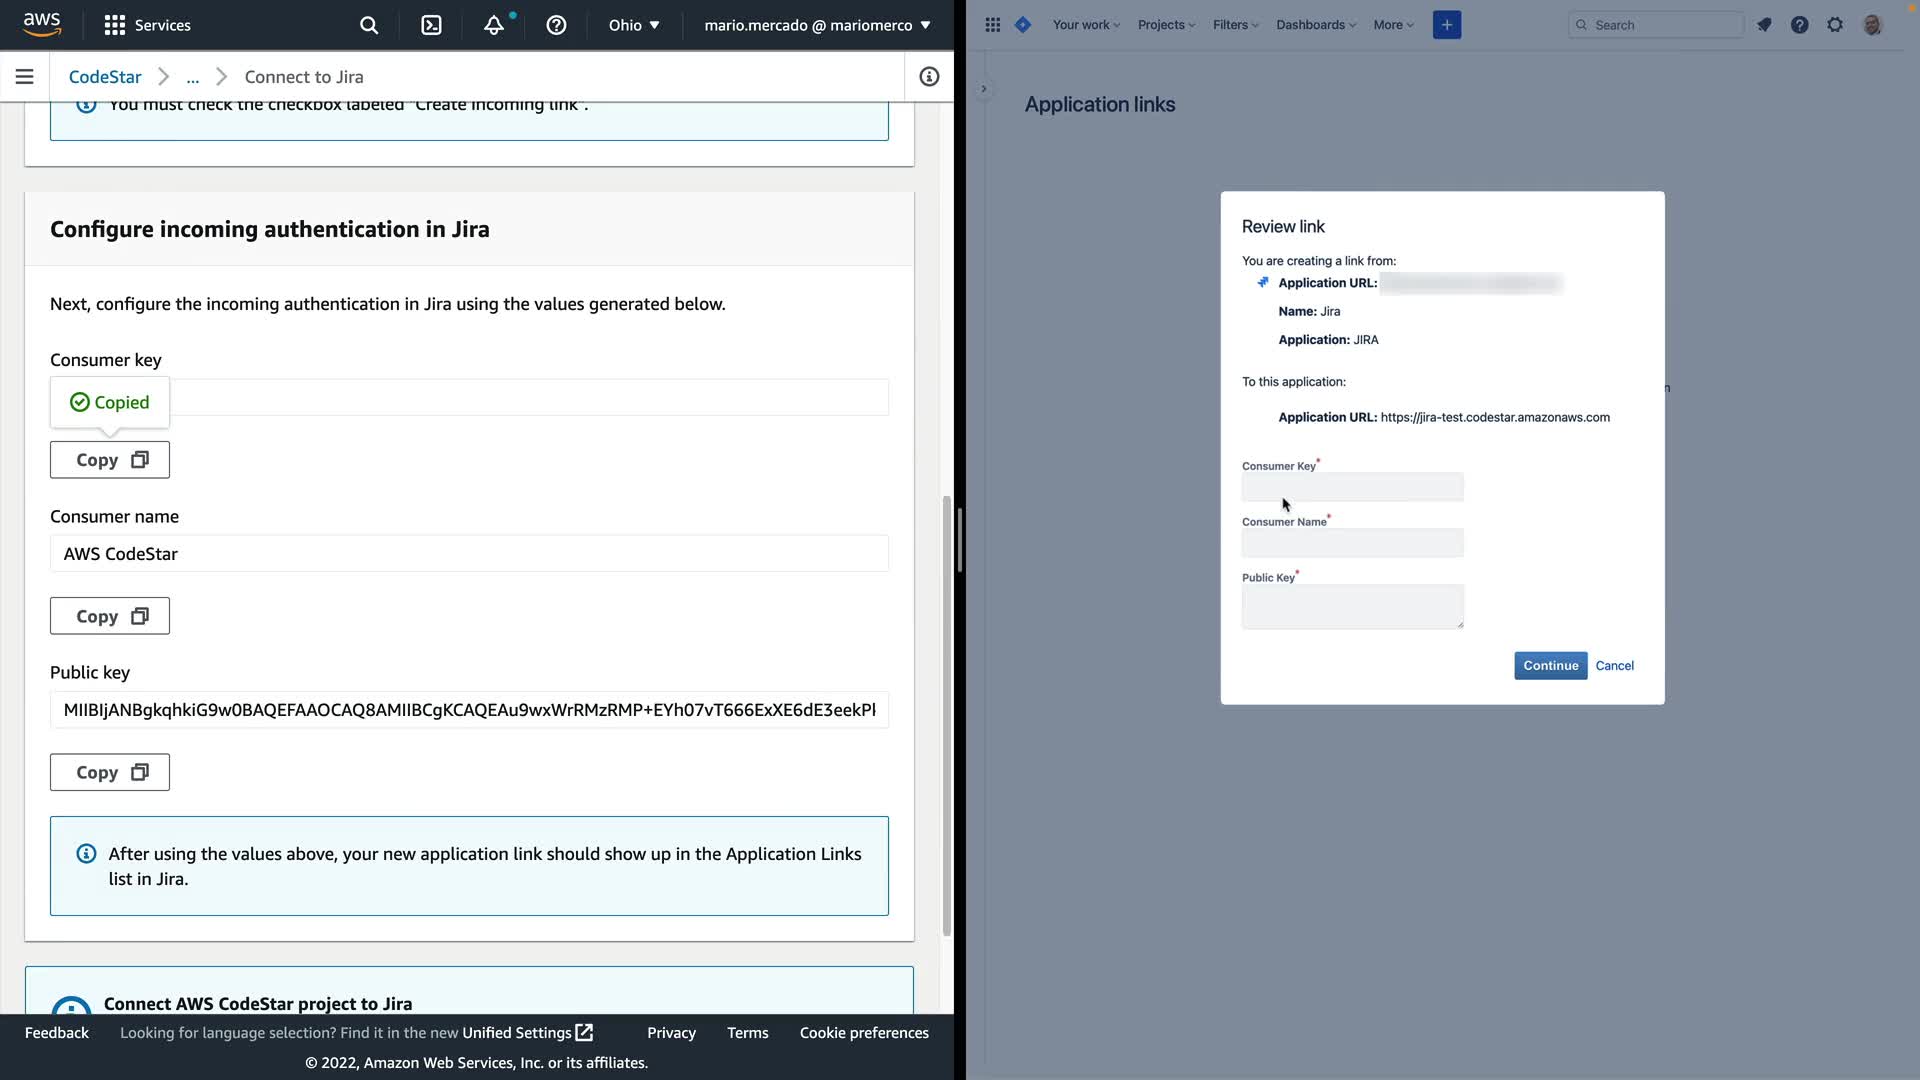 aws
Services
Ohio
mario.mercado @ mariomerco
CodeStar
...
Connect to Jira
You must check the checkbox labeled "Create incoming link".
Configure incoming authentication in Jira
Next, configure the incoming authentication in Jira using the values generated below.
Consumer key
Copied
Copy
Consumer name
AWS CodeStar
Copy
Public key
MIIBIjANBgkqhkiG9w0BAQEFAAOCAQ8AMIIBCgKCAQEAu9wxWrRMzRMP+EYh07vT666ExXE6dE3eekP
Copy
After using the values above, your new application link should show up in the Application Links
list in Jira.
Connect AWS CodeStar project to Jira
Feedback
Looking for language selection? Find it in the new Unified Settings
Privacy
Terms
Cookie preferences
© 2022, Amazon Web Services, Inc. or its affiliates.
Your work
Projects
Filters
Dashboards
More
+
Search
Application links
Review link
You are creating a link from:
Application URL:
Name: Jira
Application: JIRA
To this application:
Application URL: https://jira-test.codestar.amazonaws.com
Consumer Key*
Consumer Name*
Public Key*
Continue
Cancel
n